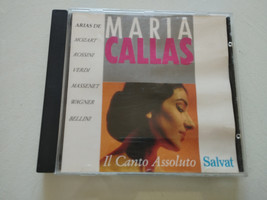 ARIAS DE
MOZART
ROSSINI
VERDI
MASSENET
WAGNER
BELLINI
MARIA
CALLAS
Il Canto Assoluto
Salvat